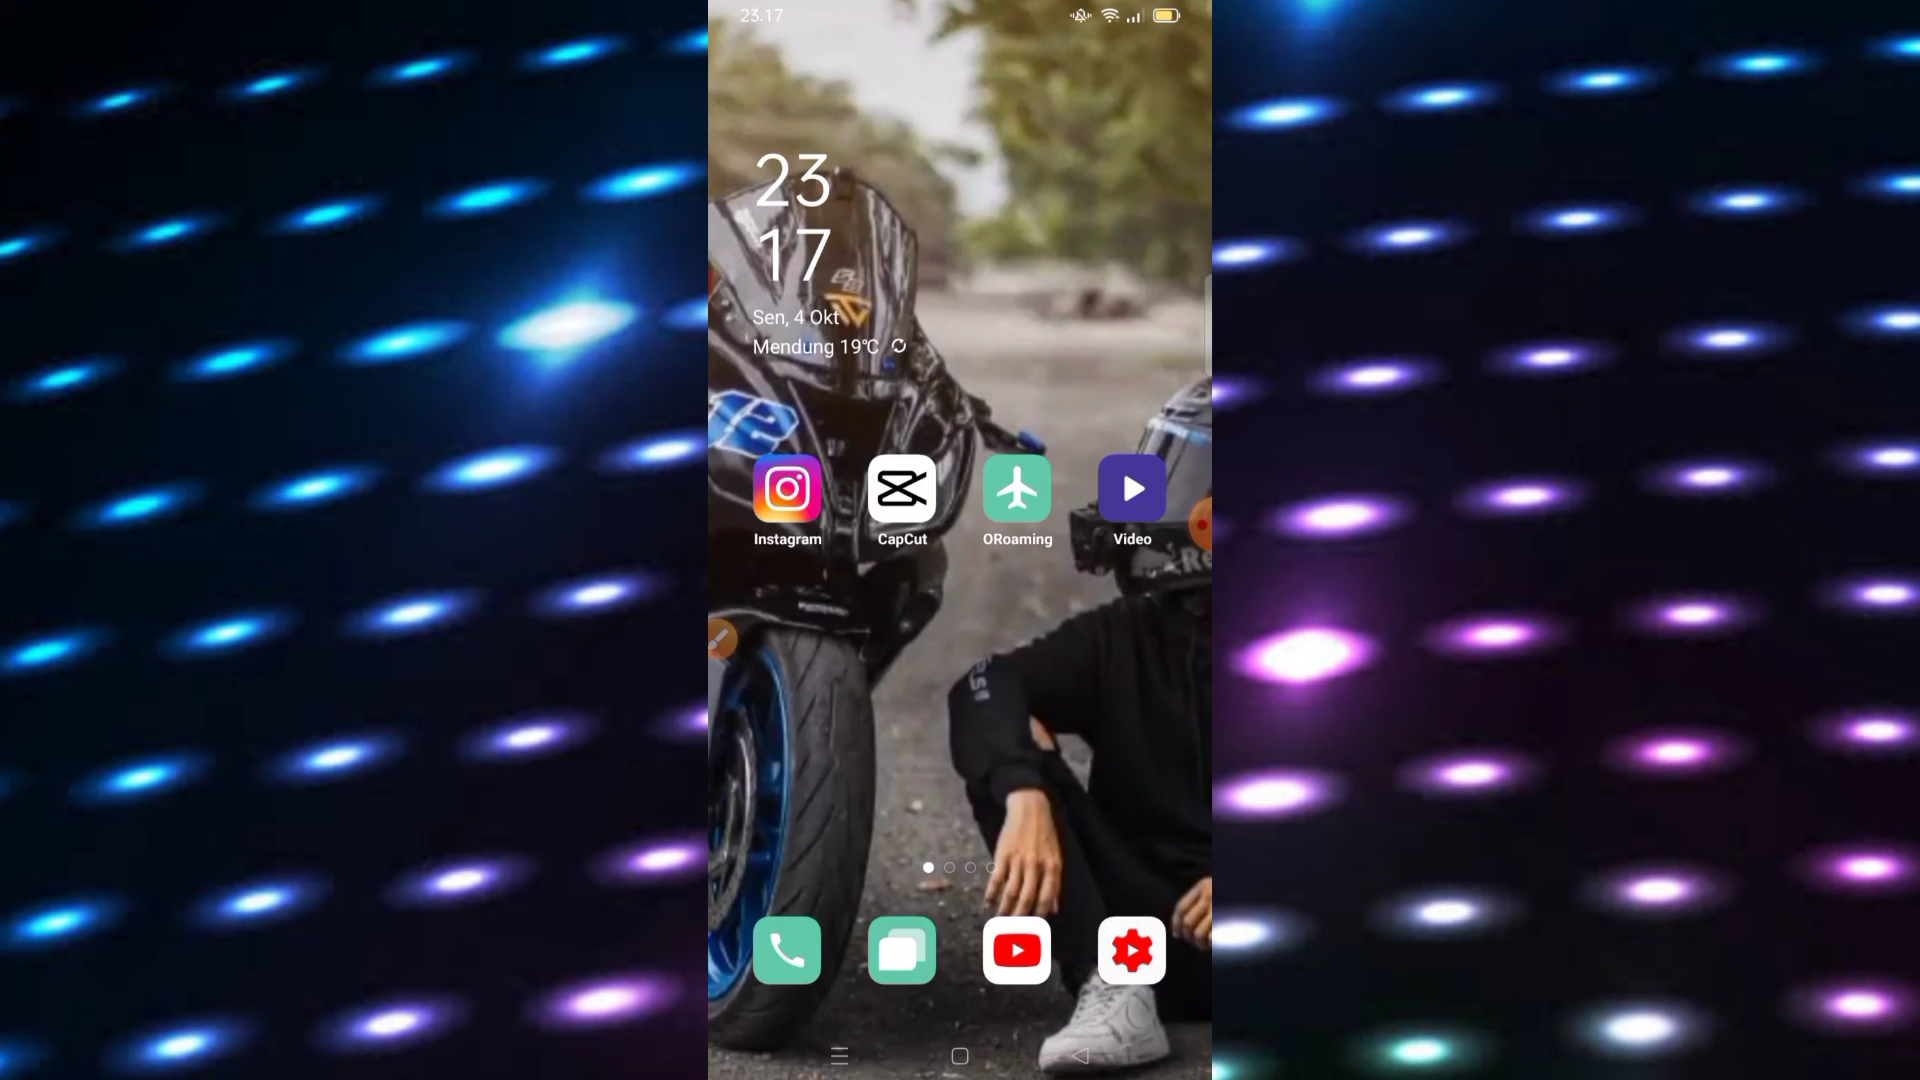 23.17
23
17
Sen, 4 Okt
Mendung 19℃
Instagram
CapCut
ORoaming
Video